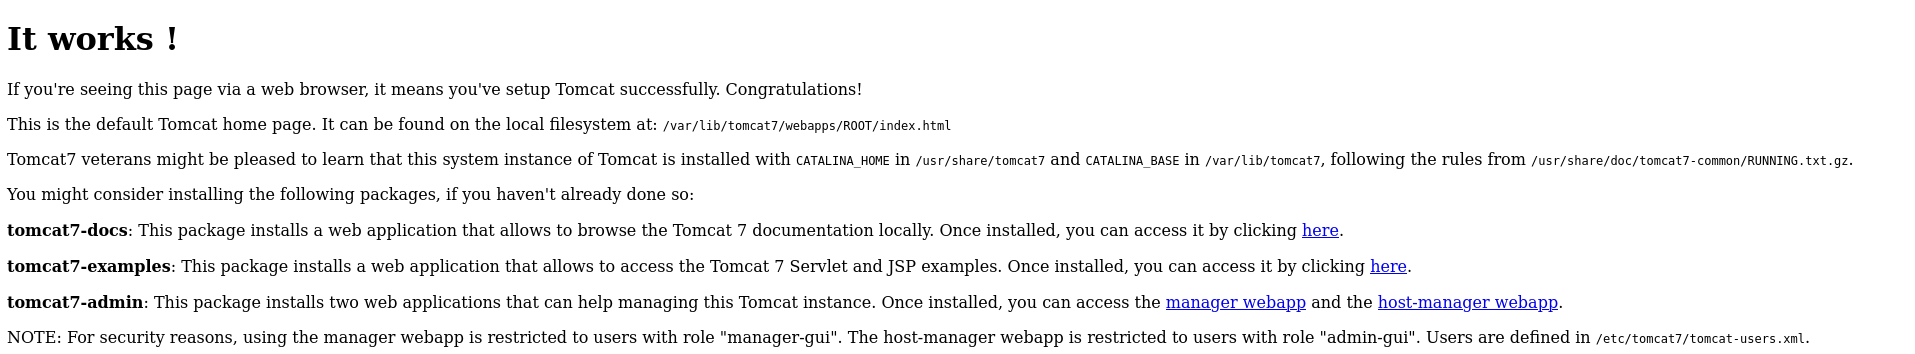 It works !
If you're seeing this page via a web browser, it means you've setup Tomcat successfully. Congratulations!
This is the default Tomcat home page. It can be found on the local filesystem at: /var/lib/tomcat7/webapps/ROOT/index.html
Tomcat7 veterans might be pleased to learn that this system instance of Tomcat is installed with CATALINA_HOME in /usr/share/tomcat7 and CATALINA_BASE in /var/lib/tomcat7, following the rules from /usr/share/doc/tomcat7-common/RUNNING.txt.gz.
You might consider installing the following packages, if you haven't already done so:
tomcat7-docs: This package installs a web application that allows to browse the Tomcat 7 documentation locally. Once installed, you can access it by clicking here.
tomcat7-examples: This package installs a web application that allows to access the Tomcat 7 Servlet and JSP examples. Once installed, you can access it by clicking here.
tomcat7-admin: This package installs two web applications that can help managing this Tomcat instance. Once installed, you can access the manager webapp and the host-manager webapp.
NOTE: For security reasons, using the manager webapp is restricted to users with role "manager-gui". The host-manager webapp is restricted to users with role "admin-gui". Users are defined in /etc/tomcat7/tomcat-users.xml.